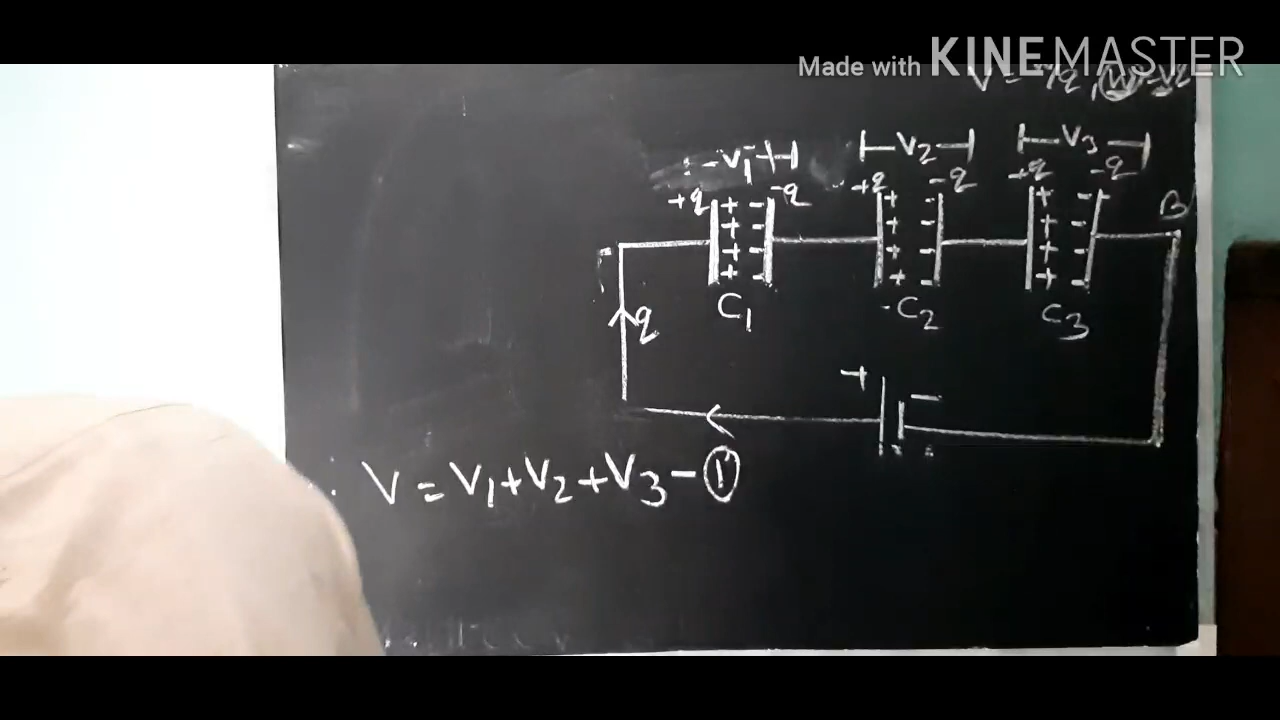 Made with KINEMASTER
V₁ V₂ V₃
+q -q +q -q +q -q
B
C₁ C₂ C₃
q
+ -
V = V₁ + V₂ + V₃ - ①